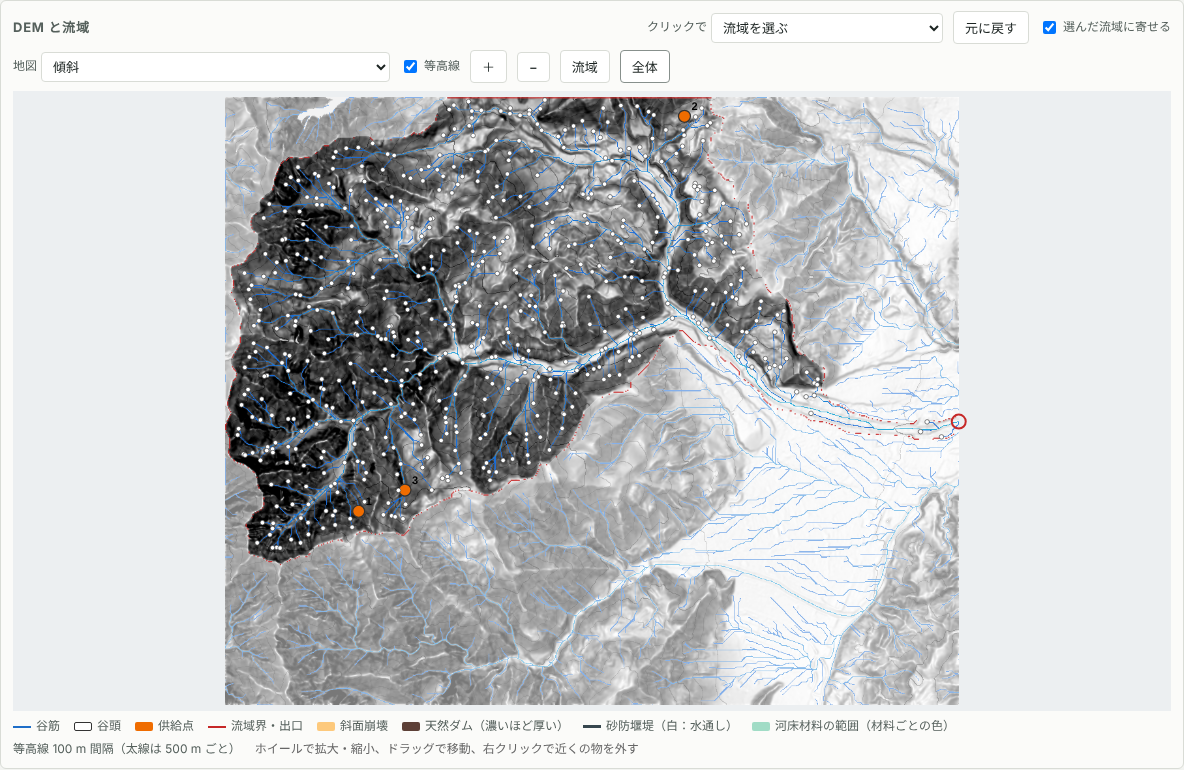 DEM と流域
クリックで 流域を選ぶ 元に戻す 選んだ流域に寄せる
地図 傾斜 等高線 ＋ － 流域 全体
2
3
1
谷筋 谷頭 供給点 流域界・出口 斜面崩壊 天然ダム（濃いほど厚い） 砂防堰堤（白：水通し） 河床材料の範囲（材料ごとの色）
等高線 100 m 間隔（太線は 500 m ごと） ホイールで拡大・縮小、ドラッグで移動、右クリックで近くの物を外す